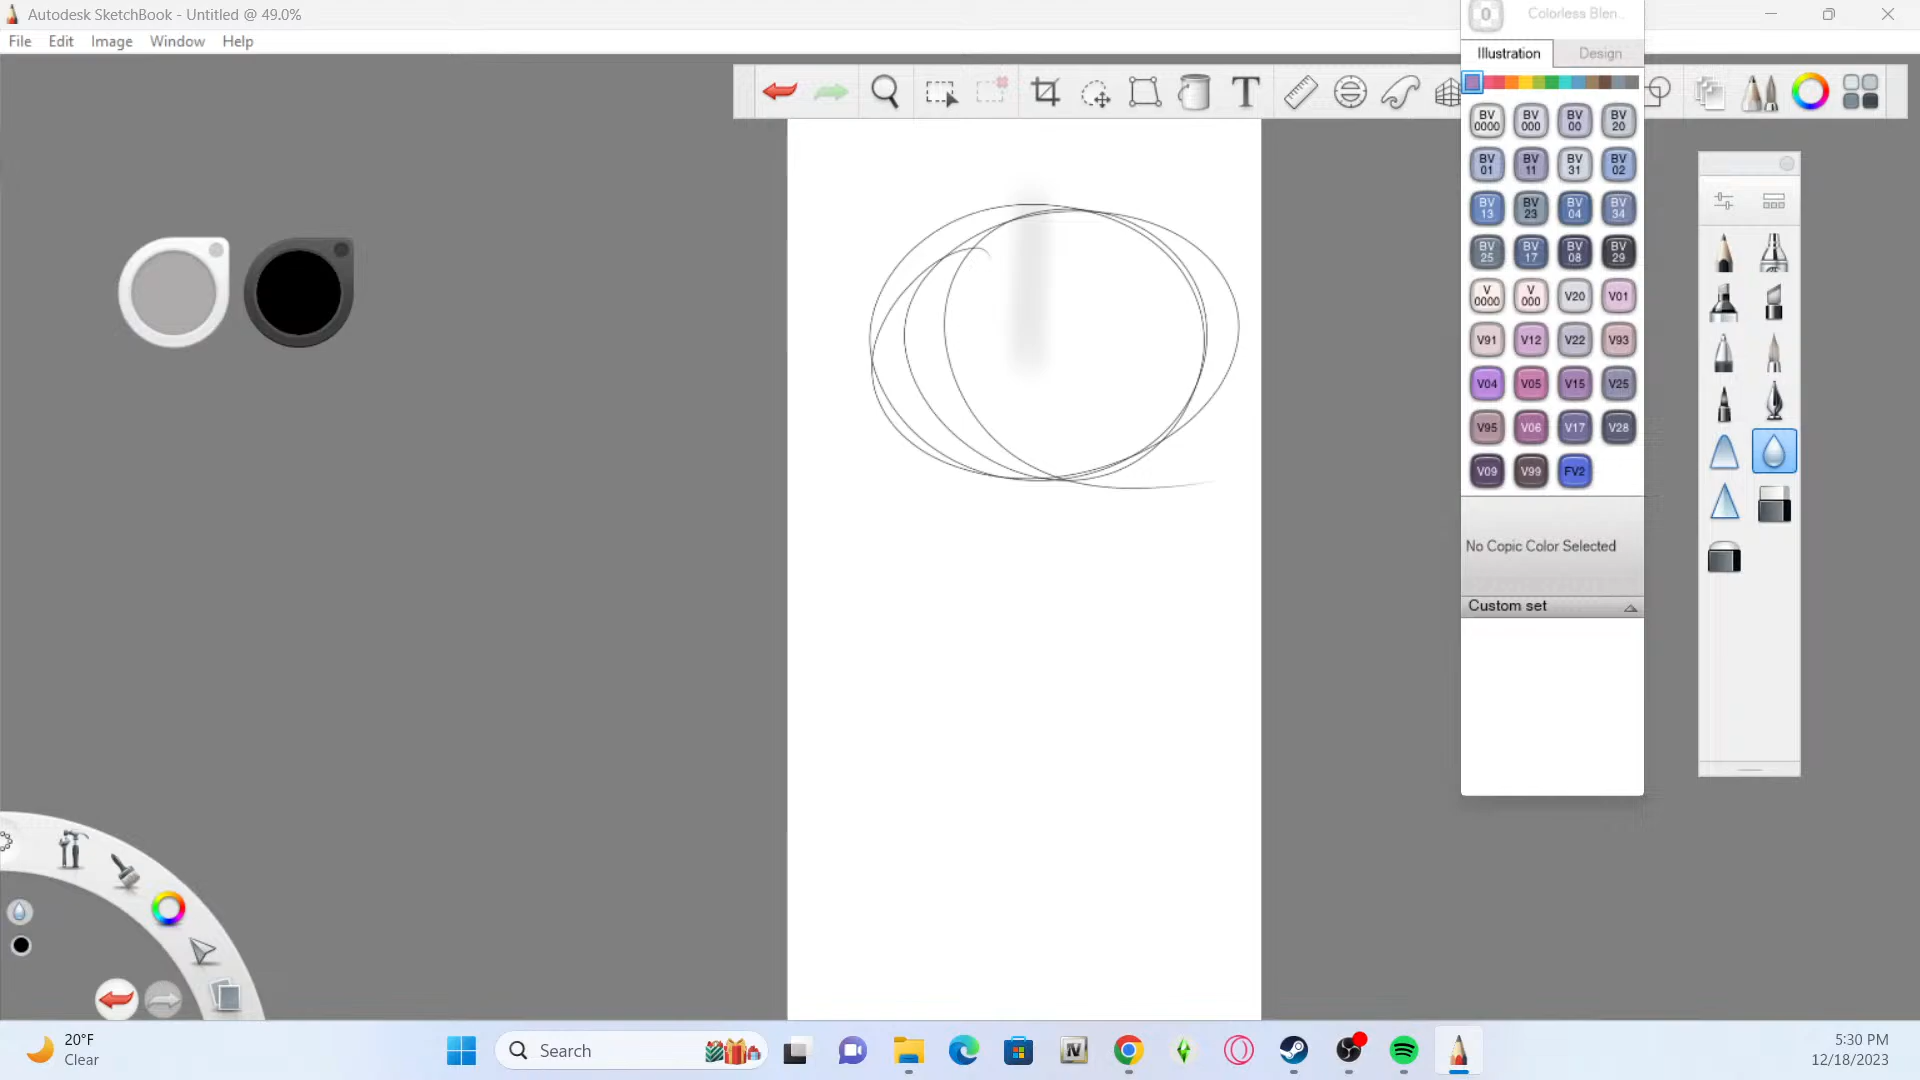 Autodesk SketchBook - Untitled @ 49.0%
File Edit Image Window Help
0 Colorless Blen...
Illustration Design
T
BV 0000 BV 000 BV 00 BV 20
BV 01 BV 11 BV 31 BV 02
BV 13 BV 23 BV 04 BV 34
BV 25 BV 17 BV 08 BV 29
V 0000 V 000 V20 V01
V91 V12 V22 V93
V04 V05 V15 V25
V95 V06 V17 V28
V09 V99 FV2
No Copic Color Selected
Custom set
20°F
Clear
Search
IV
5:30 PM
12/18/2023